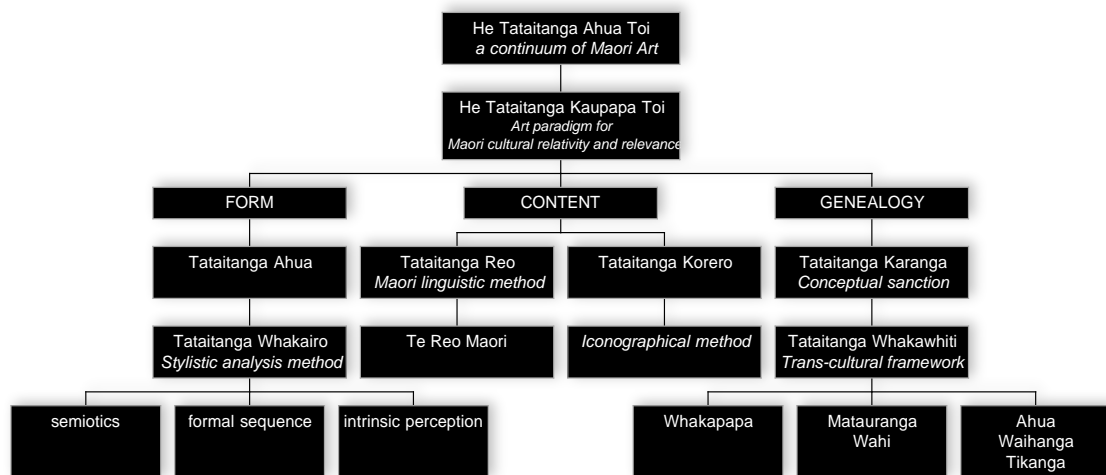 He Tataitanga Ahua Toi
a continuum of Maori Art
He Tataitanga Kaupapa Toi
Art paradigm for
Maori cultural relativity and relevance
FORM
CONTENT
GENEALOGY
Tataitanga Ahua
Tataitanga Reo
Maori linguistic method
Tataitanga Korero
Tataitanga Karanga
Conceptual sanction
Tataitanga Whakairo
Stylistic analysis method
Te Reo Maori
Iconographical method
Tataitanga Whakawhiti
Trans-cultural framework
semiotics
formal sequence
intrinsic perception
Whakapapa
Matauranga
Wahi
Ahua
Waihanga
Tikanga